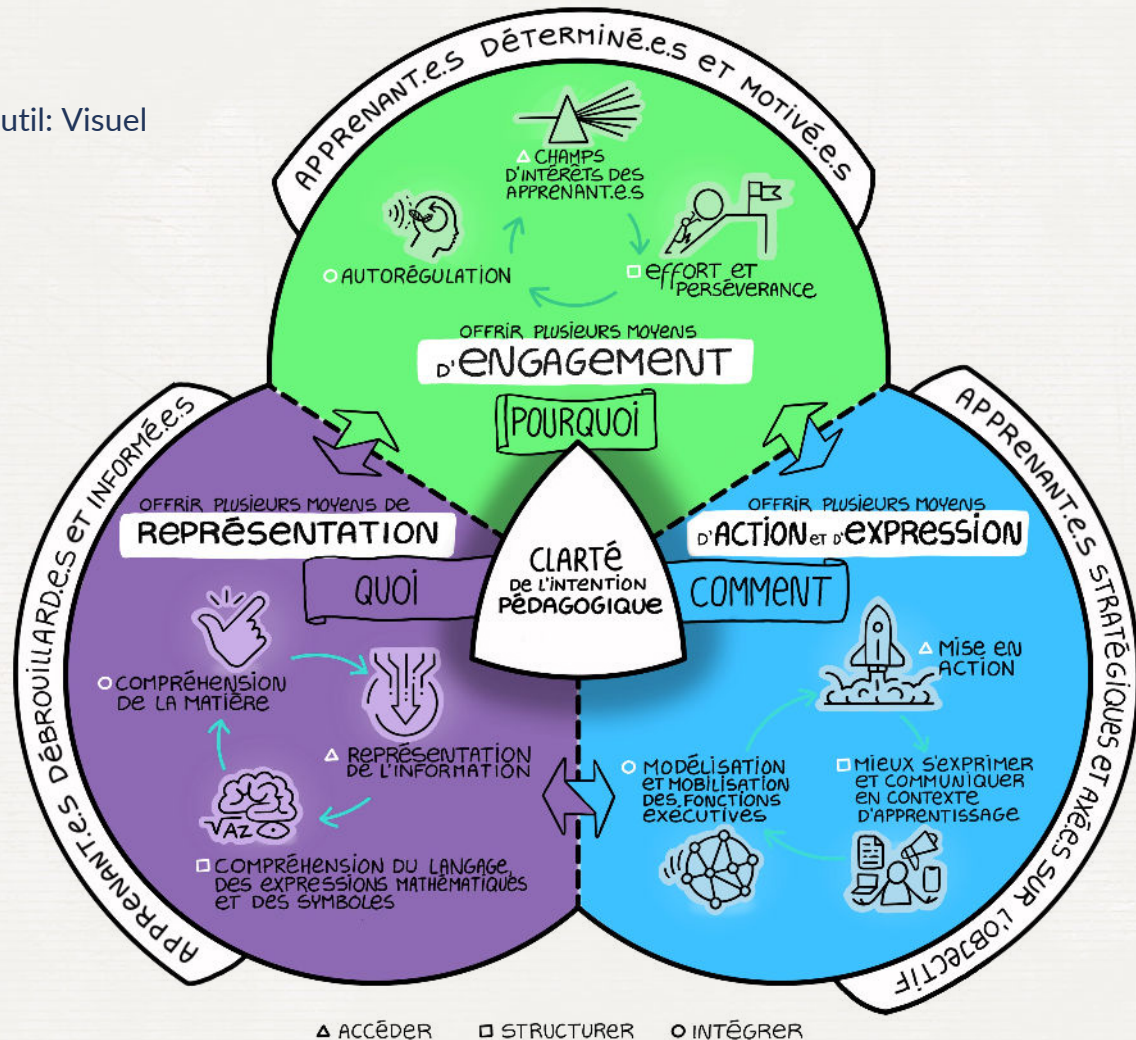 util: Visuel
APPRENANT.e.S DÉTERMINÉ.e.S ET MOTIVÉ.e.S
CHAMPS
D'INTÉRÊTS DES
APPRENANT.e.S
AUTORÉGULATION
EFFORT ET
PERSÉVERANCE
OFFRIR PLUSIEURS MOYENS
D'ENGAGEMENT
POURQUOI
APPRENANT.e.S DÉBROUILLARD.e.S ET INFORMÉ.e.S
OFFRIR PLUSIEURS MOYENS DE
REPRÉSENTATION
QUOI
COMPRÉHENSION
DE LA MATIÈRE
REPRÉSENTATION
DE L'INFORMATION
√AZ
COMPRÉHENSION DU LANGAGE,
DES EXPRESSIONS MATHÉMATIQUES
ET DES SYMBOLES
CLARTÉ
DE L'INTENTION
PÉDAGOGIQUE
APPRENANT.e.S STRATÉGIQUES ET AXÉ.e.S SUR L'OBJECTIF
OFFRIR PLUSIEURS MOYENS
D'ACTION ET D'EXPRESSION
COMMENT
MISE EN
ACTION
MODÉLISATION
ET MOBILISATION
DES FONCTIONS
EXÉCUTIVES
MIEUX S'EXPRIMER
ET COMMUNIQUER
EN CONTEXTE
D'APPRENTISSAGE
△ ACCÉDER □ STRUCTURER ○ INTÉGRER